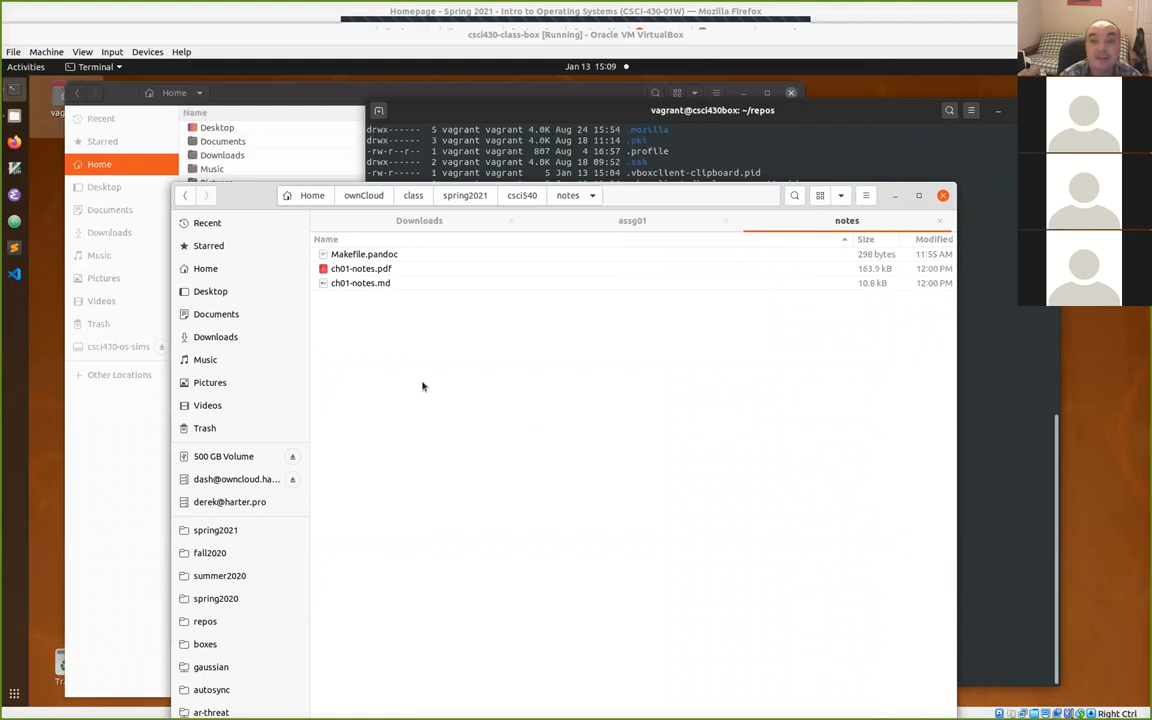 Homepage - Spring 2021 - Intro to Operating Systems (CSCI-430-01W) — Mozilla Firefox
csci430-class-box [Running] - Oracle VM VirtualBox
File Machine View Input Devices Help
Activities Terminal Jan 13 15:09
Home vagrant@csci430box: ~/repos
Recent
Starred
Home
Desktop
Documents
Downloads
Music
Pictures
Videos
Trash
csci430-os-sims
+ Other Locations
Name
Desktop
Documents
Downloads
Music
drwx------ 5 vagrant vagrant 4.0K Aug 24 15:54 .mozilla
drwx------ 3 vagrant vagrant 4.0K Aug 18 11:14 .pki
-rw-r--r-- 1 vagrant vagrant 807 Aug 4 16:57 .profile
drwx------ 2 vagrant vagrant 4.0K Aug 18 09:52 .ssh
-rw-r----- 1 vagrant vagrant 5 Jan 13 15:04 .vboxclient-clipboard.pid
Home ownCloud class spring2021 csci540 notes
Downloads assg01 notes
Name Size Modified
Makefile.pandoc 298 bytes 11:55 AM
ch01-notes.pdf 163.9 kB 12:00 PM
ch01-notes.md 10.8 kB 12:00 PM
Recent
Starred
Home
Desktop
Documents
Downloads
Music
Pictures
Videos
Trash
500 GB Volume
dash@owncloud.ha...
derek@harter.pro
spring2021
fall2020
summer2020
spring2020
repos
boxes
gaussian
autosync
ar-threat
Right Ctrl